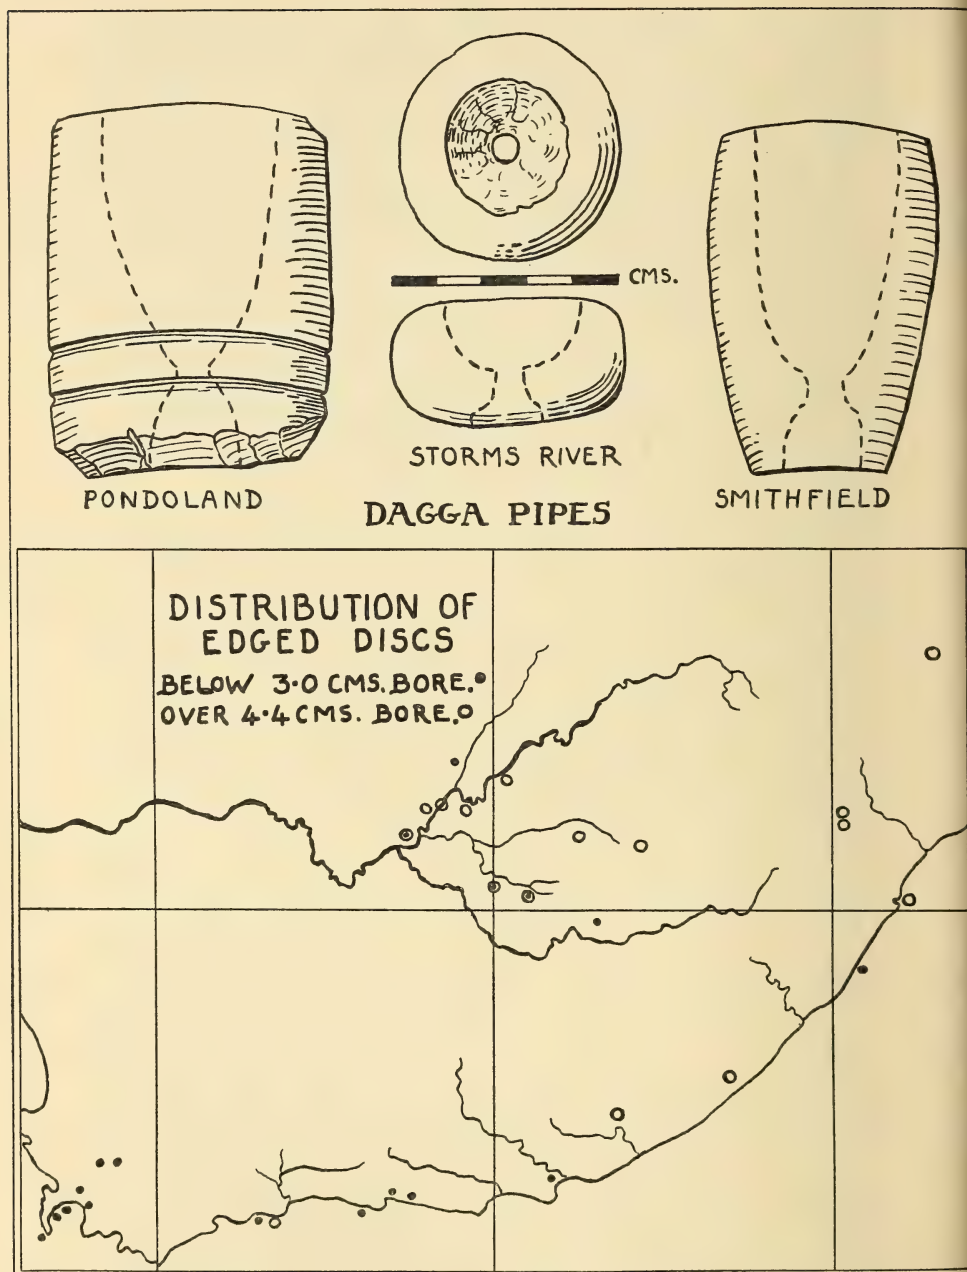 CMS.
STORMS RIVER
PONDOLAND
SMITHFIELD
DAGGA PIPES
DISTRIBUTION OF
EDGED DISCS
BELOW 3·0 CMS. BORE.
OVER 4·4 CMS. BORE.